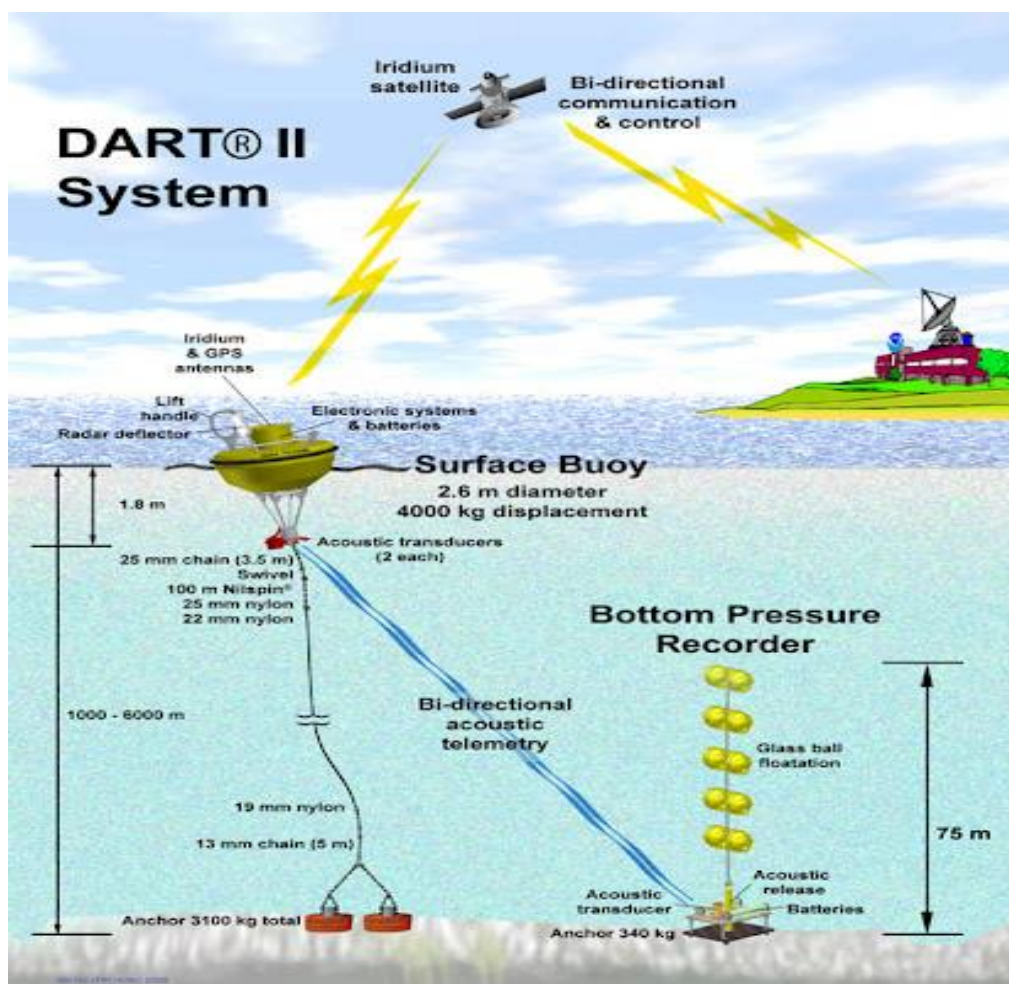 Iridium
satellite
Bi-directional
communication
& control
DART® II
System
Iridium
& GPS
antennas
Lift
handle
Radar deflector
Electronic systems
& batteries
Surface Buoy
2.6 m diameter
4000 kg displacement
1.8 m
Acoustic transducers
(2 each)
25 mm chain (3.5 m)
Swivel
100 m Nilspin®
25 mm nylon
22 mm nylon
Bottom Pressure
Recorder
1000 - 6000 m
Bi-directional
acoustic
telemetry
Glass ball
floatation
19 mm nylon
75 m
13 mm chain (5 m)
Acoustic
release
Acoustic
transducer
Batteries
Anchor 3100 kg total
Anchor 340 kg